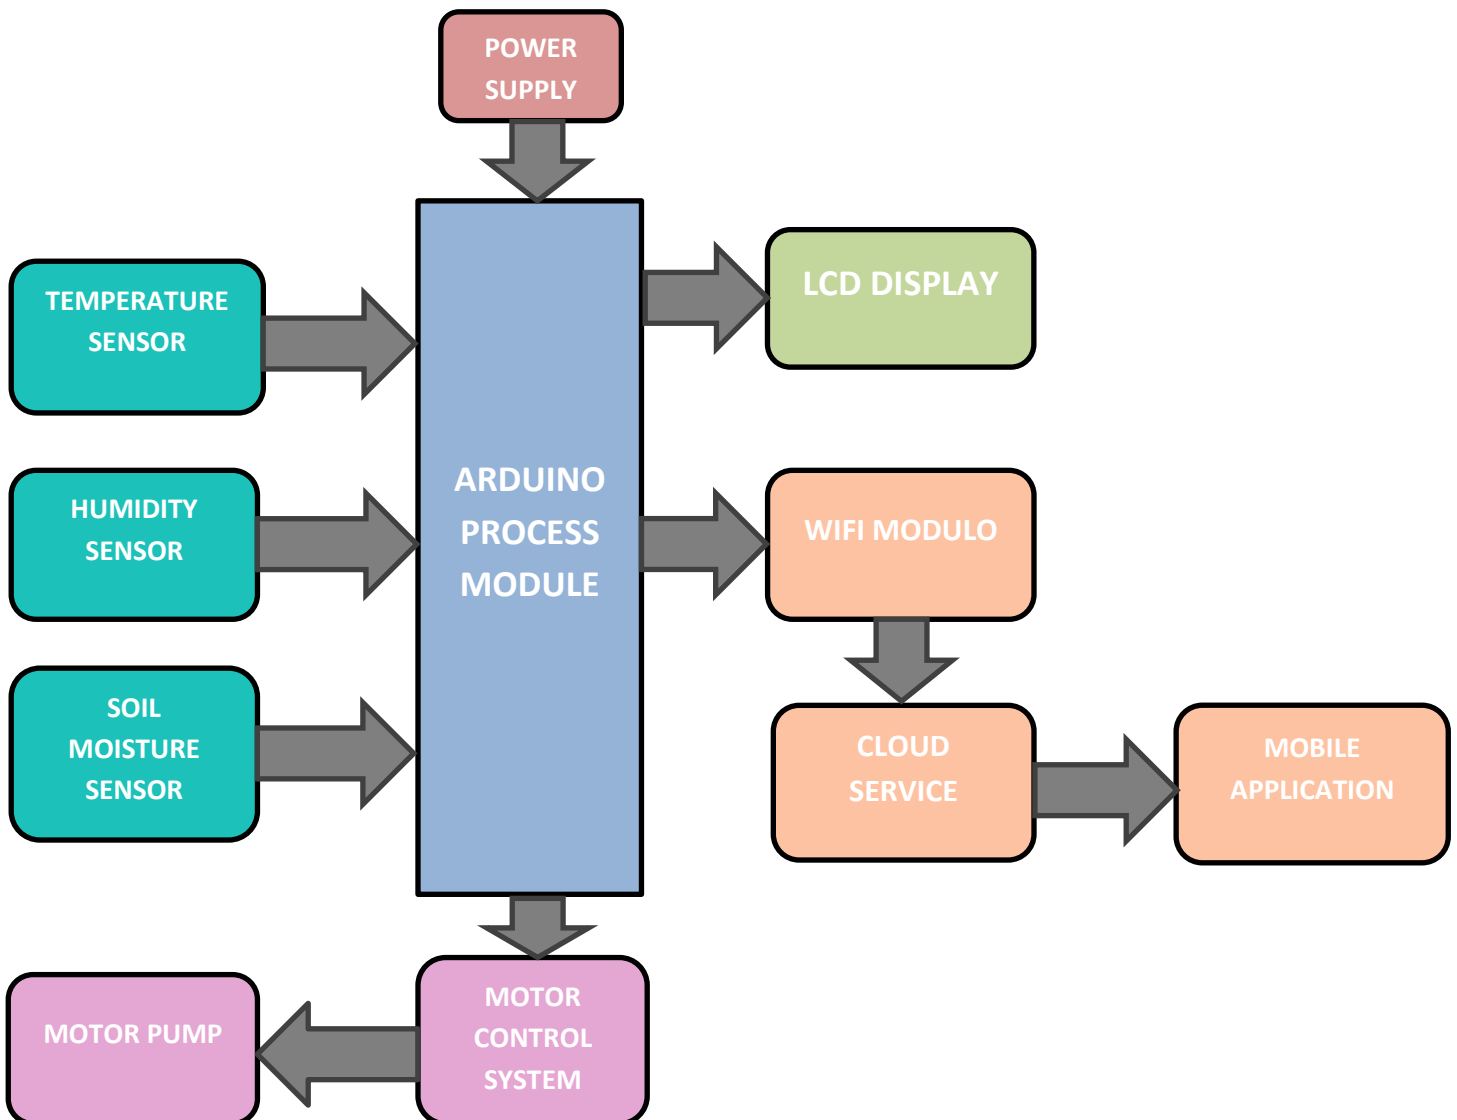 POWER
SUPPLY
TEMPERATURE
SENSOR
LCD DISPLAY
HUMIDITY
SENSOR
ARDUINO
PROCESS
MODULE
WIFI MODULO
SOIL
MOISTURE
SENSOR
CLOUD
SERVICE
MOBILE
APPLICATION
MOTOR PUMP
MOTOR
CONTROL
SYSTEM